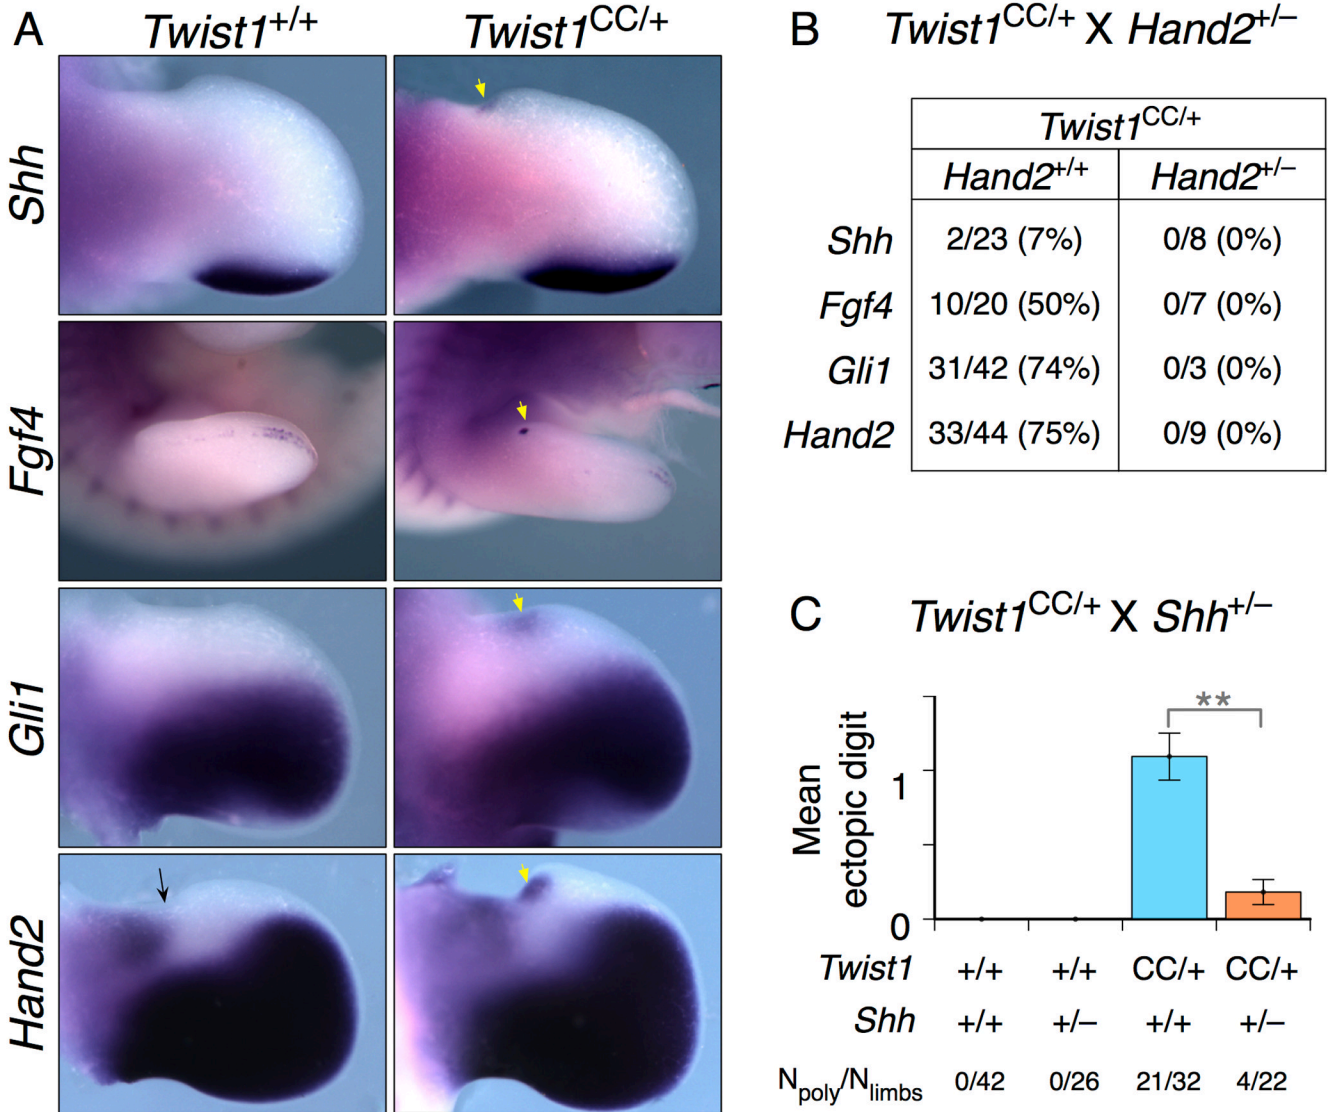 A
Twist1+/+
Twist1CC/+
Shh
Fgf4
Gli1
Hand2
B
Twist1CC/+ X Hand2+/–
Twist1CC/+
Hand2+/+ Hand2+/–
Shh 2/23 (7%) 0/8 (0%)
Fgf4 10/20 (50%) 0/7 (0%)
Gli1 31/42 (74%) 0/3 (0%)
Hand2 33/44 (75%) 0/9 (0%)
C
Twist1CC/+ X Shh+/–
Mean
ectopic digit
**
1
0
Twist1 +/+ +/+ CC/+ CC/+
Shh +/+ +/– +/+ +/–
Npoly/Nlimbs 0/42 0/26 21/32 4/22